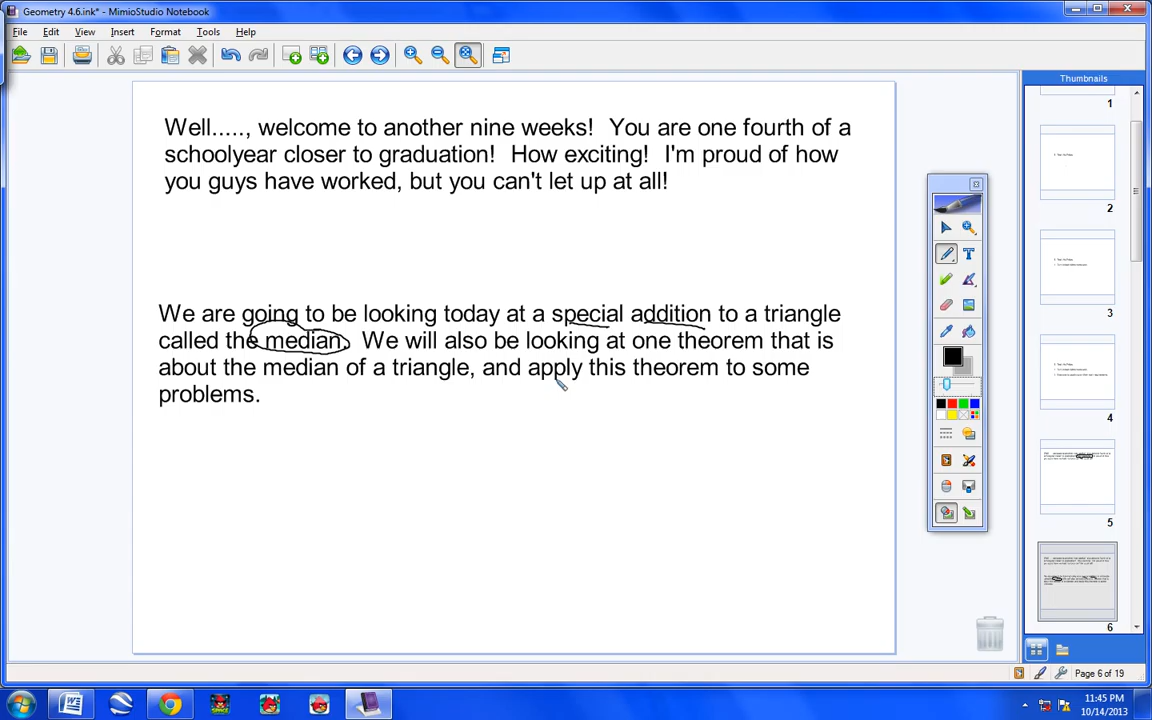 Geometry 4.6.ink* - MimioStudio Notebook
File Edit View Insert Format Tools Help
Thumbnails
Well....., welcome to another nine weeks! You are one fourth of a
schoolyear closer to graduation! How exciting! I'm proud of how
you guys have worked, but you can't let up at all!
We are going to be looking today at a special addition to a triangle
called the median. We will also be looking at one theorem that is
about the median of a triangle, and apply this theorem to some
problems.
1
2
3
4
5
6
Page 6 of 19
11:45 PM
10/14/2013